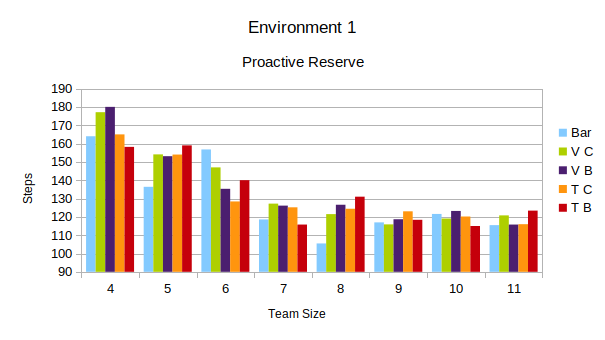 Environment 1
Proactive Reserve
190
180
170
160
150
140
130
120
110
100
90
Steps
4 5 6 7 8 9 10 11
Team Size
Bar
V C
V B
T C
T B